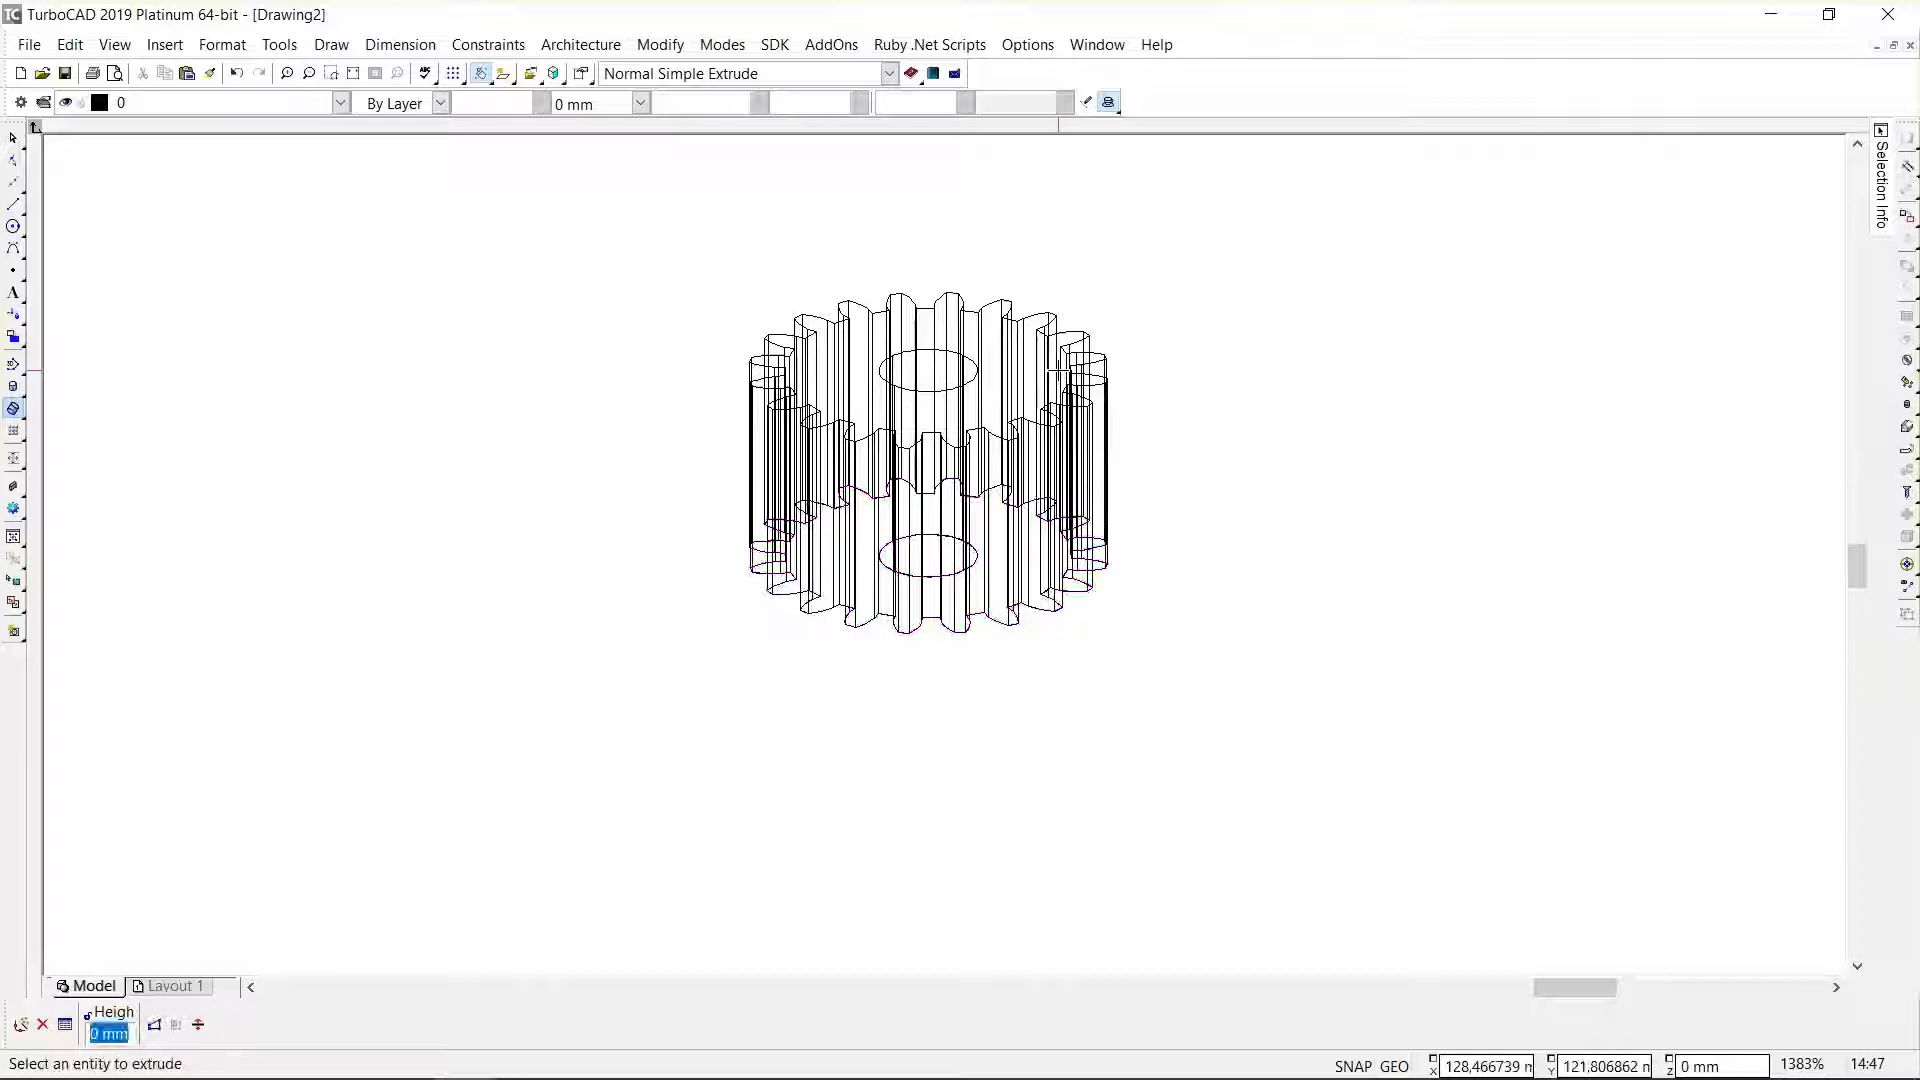 TurboCAD 2019 Platinum 64-bit - [Drawing2]
File Edit View Insert Format Tools Draw Dimension Constraints Architecture Modify Modes SDK AddOns Ruby .Net Scripts Options Window Help
Normal Simple Extrude
0 By Layer 0 mm
Selection Info
Model Layout 1
Heigh
0 mm
Select an entity to extrude
SNAP GEO X 128,466739 m Y 121,806862 m Z 0 mm 1383% 14:47